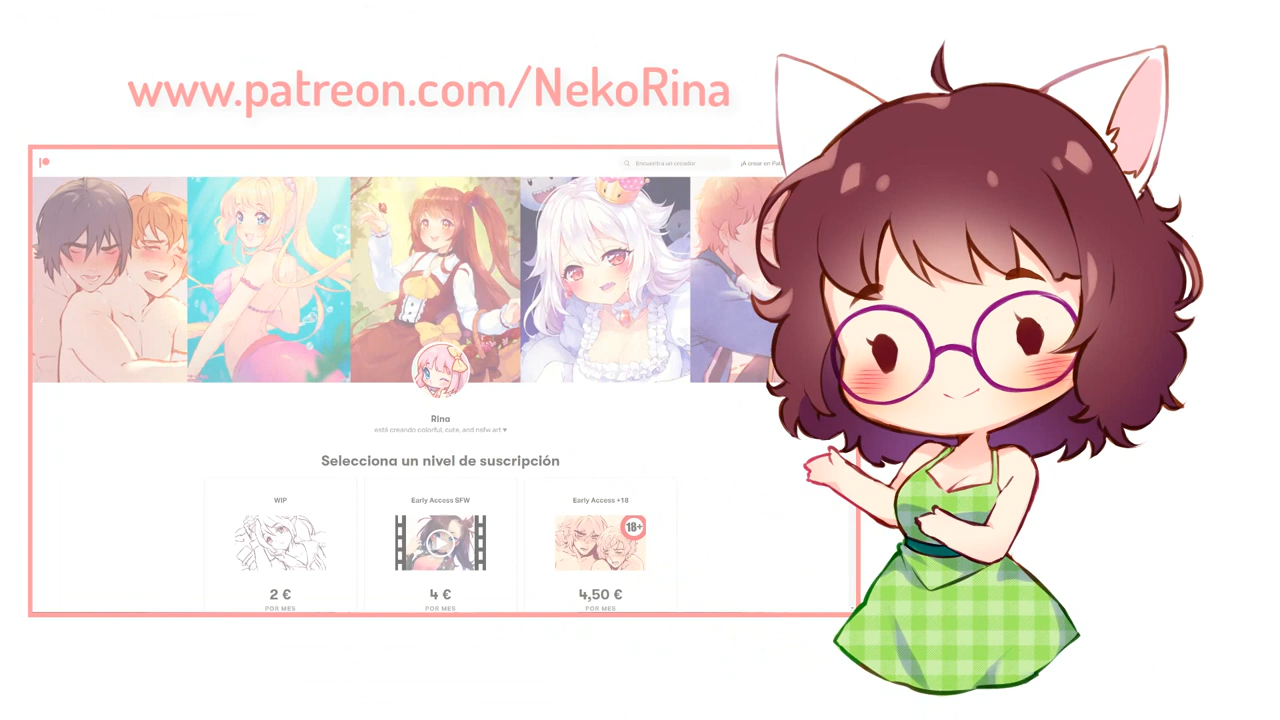 www.patreon.com/NekoRina
Encuentra un creador
¡A crear en Pat
Rina
está creando colorful, cute, and nsfw art ♥
Selecciona un nivel de suscripción
WIP
Early Access SFW
Early Access +18
18+
2 €
4 €
4,50 €
POR MES
POR MES
POR MES